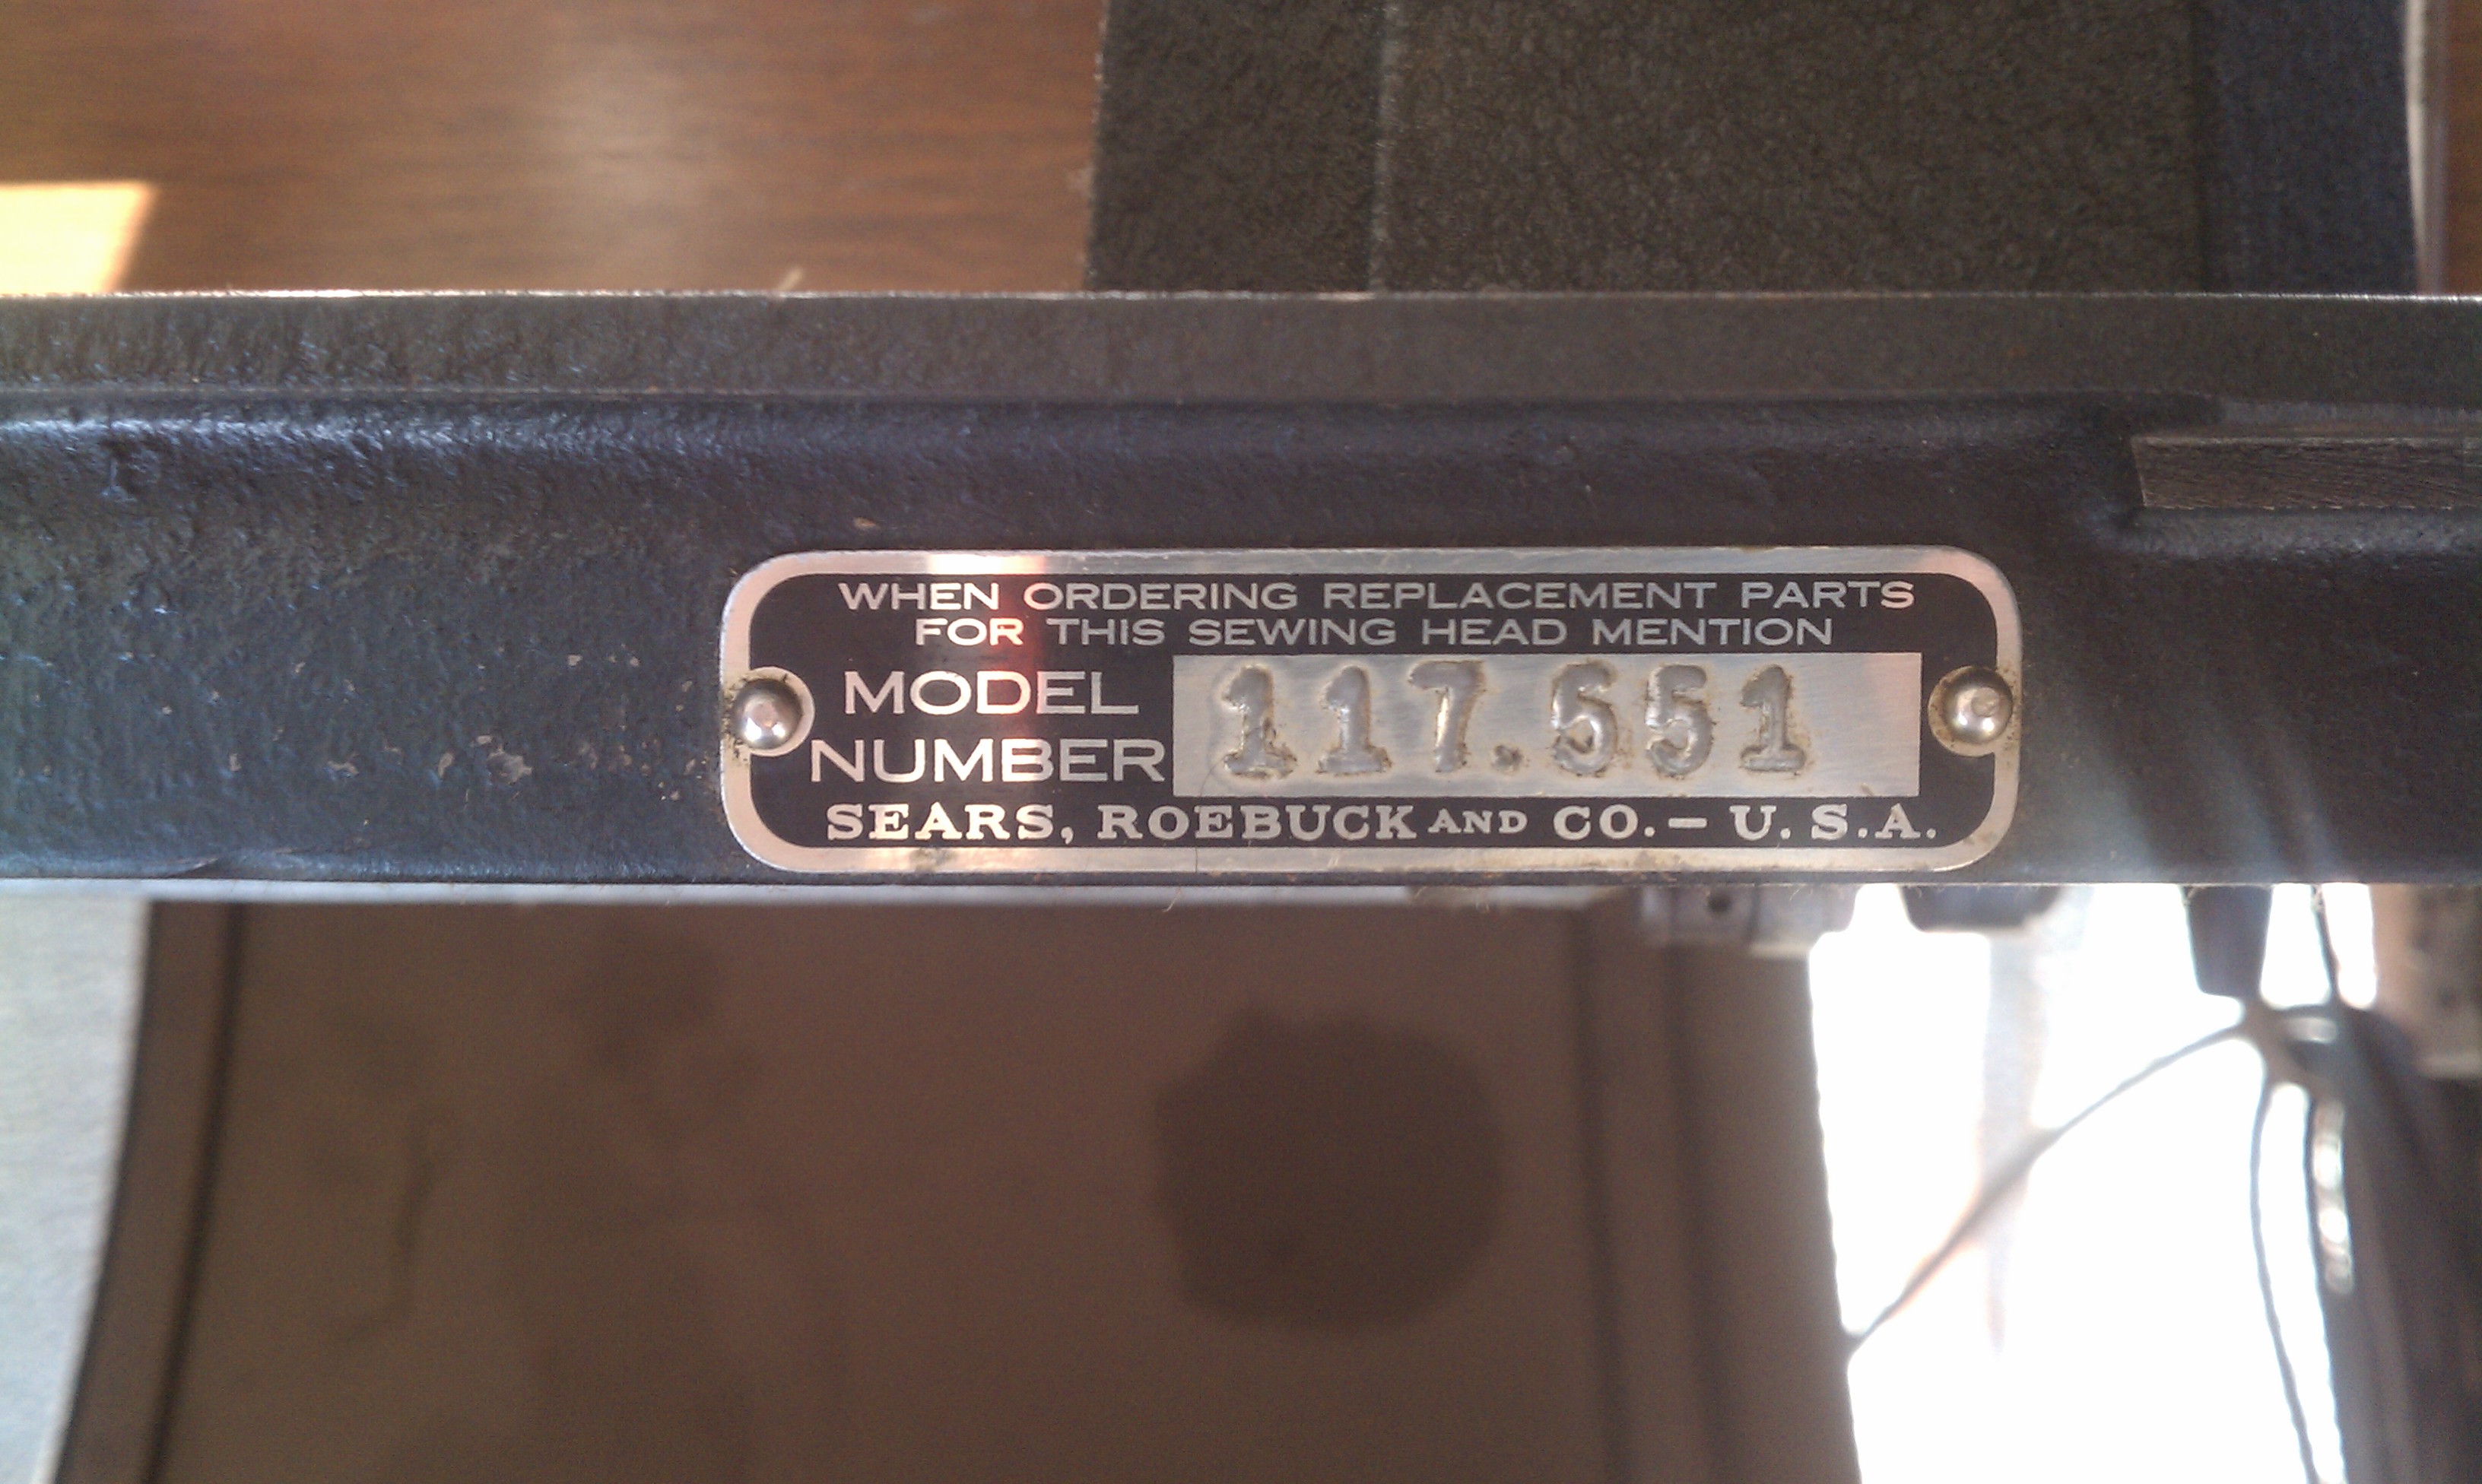 WHEN ORDERING REPLACEMENT PARTS
FOR THIS SEWING HEAD MENTION
MODEL
NUMBER 117.551
SEARS, ROEBUCK AND CO. — U. S. A.